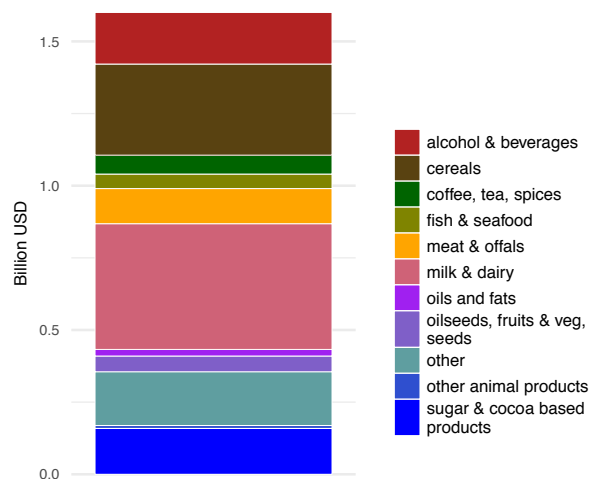 1.5
1.0
0.5
0.0
Billion USD
alcohol & beverages
cereals
coffee, tea, spices
fish & seafood
meat & offals
milk & dairy
oils and fats
oilseeds, fruits & veg,
seeds
other
other animal products
sugar & cocoa based
products